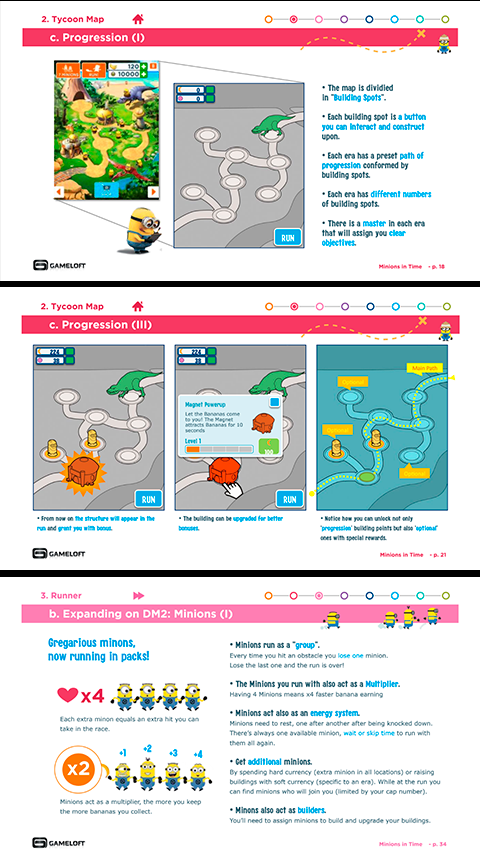 2. Tycoon Map
c. Progression (I)
120
10000
0
0
RUN
• The map is dividied
in "Building Spots".
• Each building spot is a button
you can interact and construct
upon.
• Each era has a preset path of
progression conformed by
building spots.
• Each era has different numbers
of building spots.
• There is a master in each era
that will assign you clear
objectives.
GAMELOFT
Minions in Time - p. 18
2. Tycoon Map
c. Progression (III)
224
38
RUN
• From now on the structure will appear in the
run and grant you with bonus.
224
38
Magnet Powerup
Let the Bananas come
to you! The Magnet
attracts Bananas for 10
seconds
Level 1
100
RUN
• The building can be upgraded for better
bonuses.
Main Path
Optional
Optional
Optional
• Notice how you can unlock not only
'progression' building points but also 'optional'
ones with special rewards.
GAMELOFT
Minions in Time - p. 21
3. Runner
b. Expanding on DM2: Minions (I)
Gregarious minons,
now running in packs!
x4
Each extra minon equals an extra hit you can
take in the race.
x2
+1 +2 +3 +4
Minions act as a multiplier, the more you keep
the more bananas you collect.
• Minions run as a "group".
Every time you hit an obstacle you lose one minion.
Lose the last one and the run is over!
• The Minions you run with also act as a Multiplier.
Having 4 Minions means x4 faster banana earning
• Minions act also as an energy system.
Minions need to rest, one after another after being knocked down.
There's always one available minion, wait or skip time to run with
them all again.
• Get additional minions.
By spending hard currency (extra minion in all locations) or raising
buildings with soft currency (specific to an era). While at the run you
can find minions who will join you (limited by your cap number).
• Minons also act as builders.
You'll need to assign minions to build and upgrade your buildings.
GAMELOFT
Minions in Time - p. 34